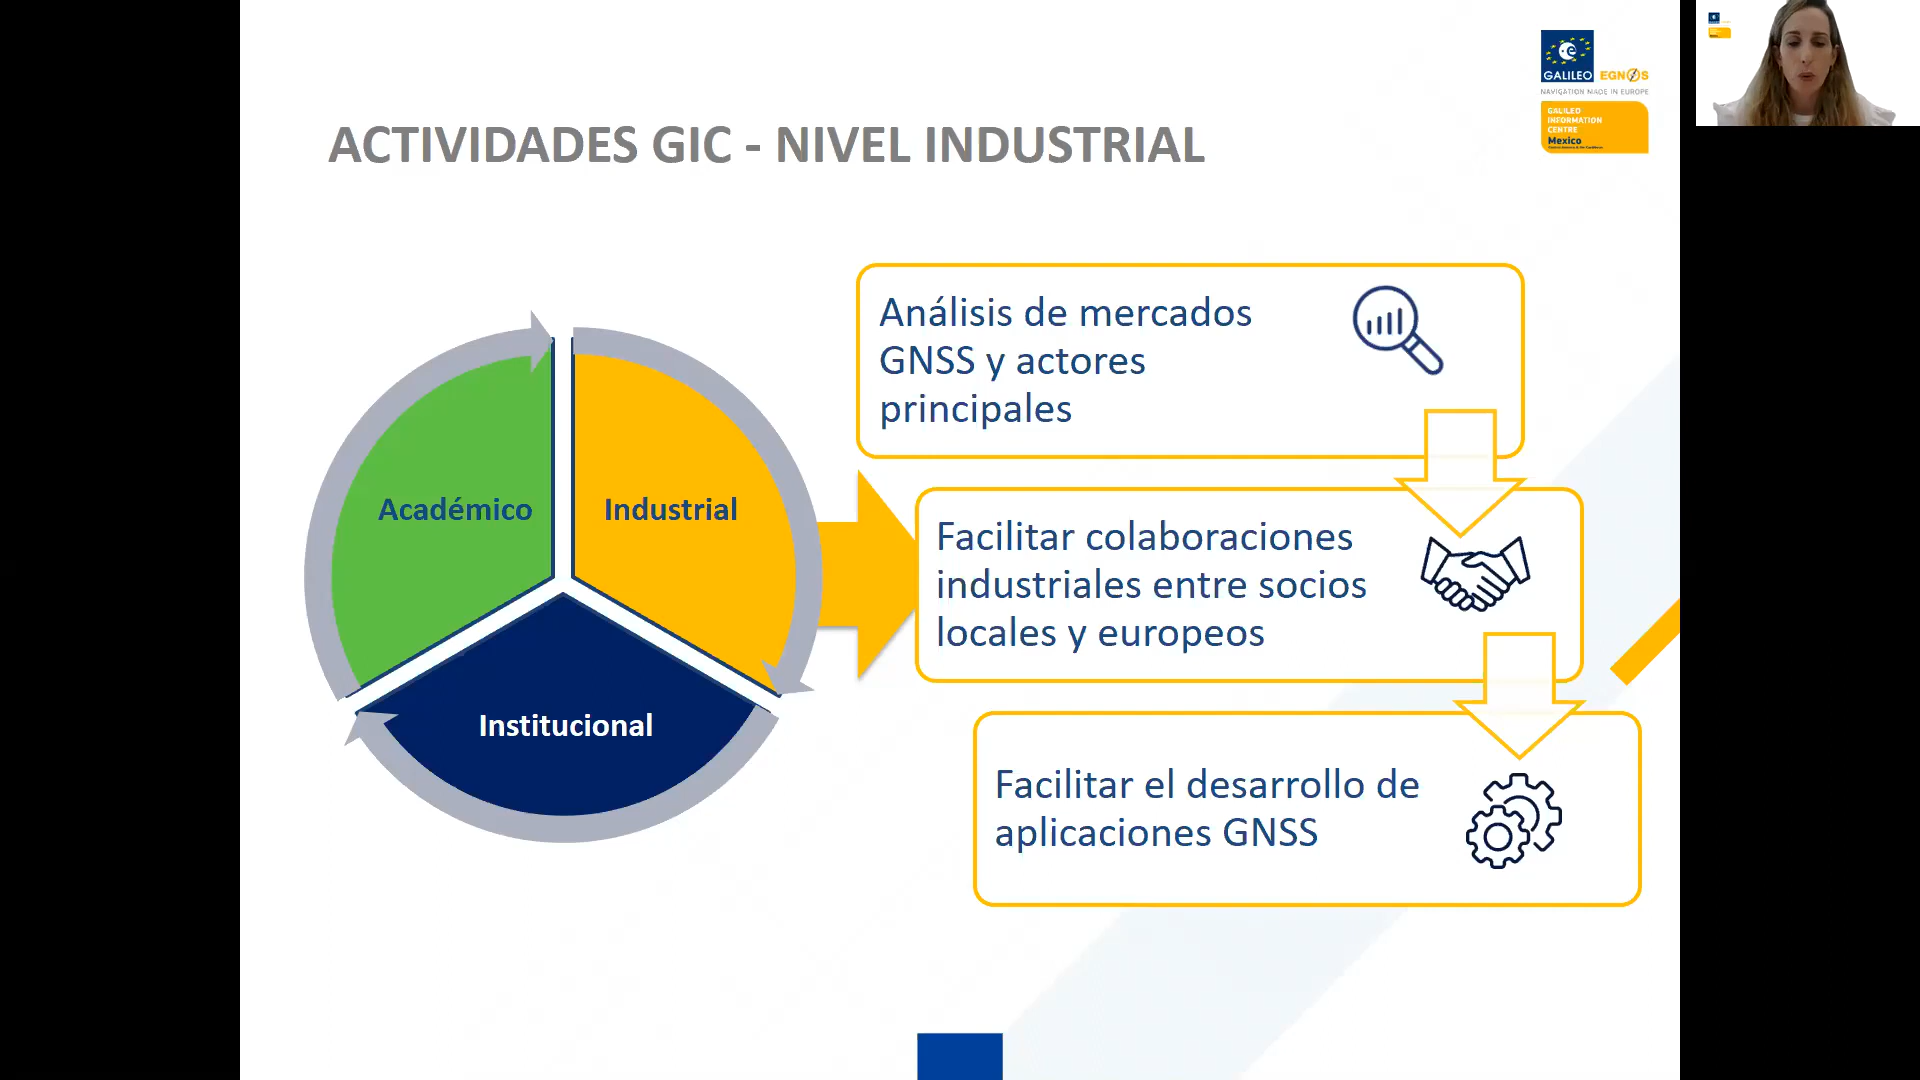 GALILEO EGNOS
NAVIGATION MADE IN EUROPE
GALILEO
INFORMATION
CENTRE
Mexico
ACTIVIDADES GIC - NIVEL INDUSTRIAL
Académico
Industrial
Institucional
Análisis de mercados
GNSS y actores
principales
Facilitar colaboraciones
industriales entre socios
locales y europeos
Facilitar el desarrollo de
aplicaciones GNSS